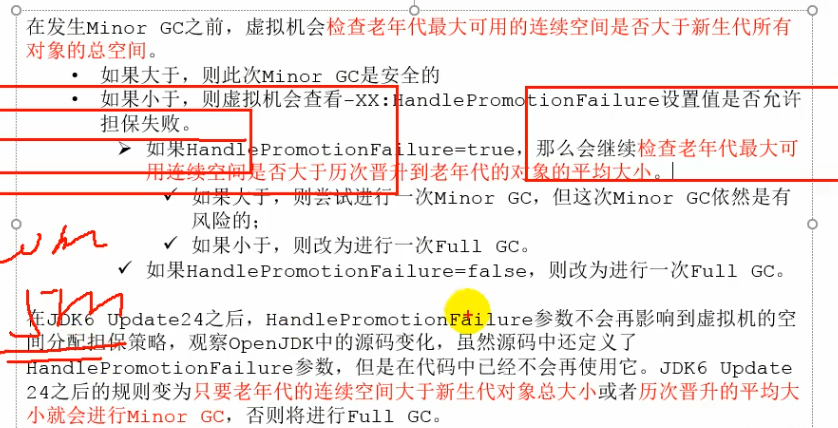 在发生Minor GC之前，虚拟机会检查老年代最大可用的连续空间是否大于新生代所有
对象的总空间。
• 如果大于，则此次Minor GC是安全的
• 如果小于，则虚拟机会查看-XX:HandlePromotionFailure设置值是否允许
担保失败。
➢ 如果HandlePromotionFailure=true，那么会继续检查老年代最大可
用连续空间是否大于历次晋升到老年代的对象的平均大小。
✓ 如果大于，则尝试进行一次Minor GC，但这次Minor GC依然是有
风险的；
✓ 如果小于，则改为进行一次Full GC。
✓ 如果HandlePromotionFailure=false，则改为进行一次Full GC。
在JDK6 Update24之后，HandlePromotionFailure参数不会再影响到虚拟机的空
间分配担保策略，观察OpenJDK中的源码变化，虽然源码中还定义了
HandlePromotionFailure参数，但是在代码中已经不会再使用它。JDK6 Update
24之后的规则变为只要老年代的连续空间大于新生代对象总大小或者历次晋升的平均大
小就会进行Minor GC，否则将进行Full GC。